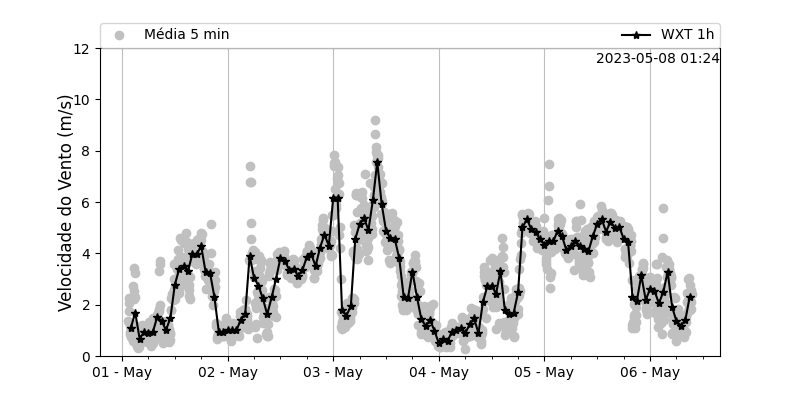 Média 5 min
WXT 1h
2023-05-08 01:24
Velocidade do Vento (m/s)
12
10
8
6
4
2
0
01 - May
02 - May
03 - May
04 - May
05 - May
06 - May